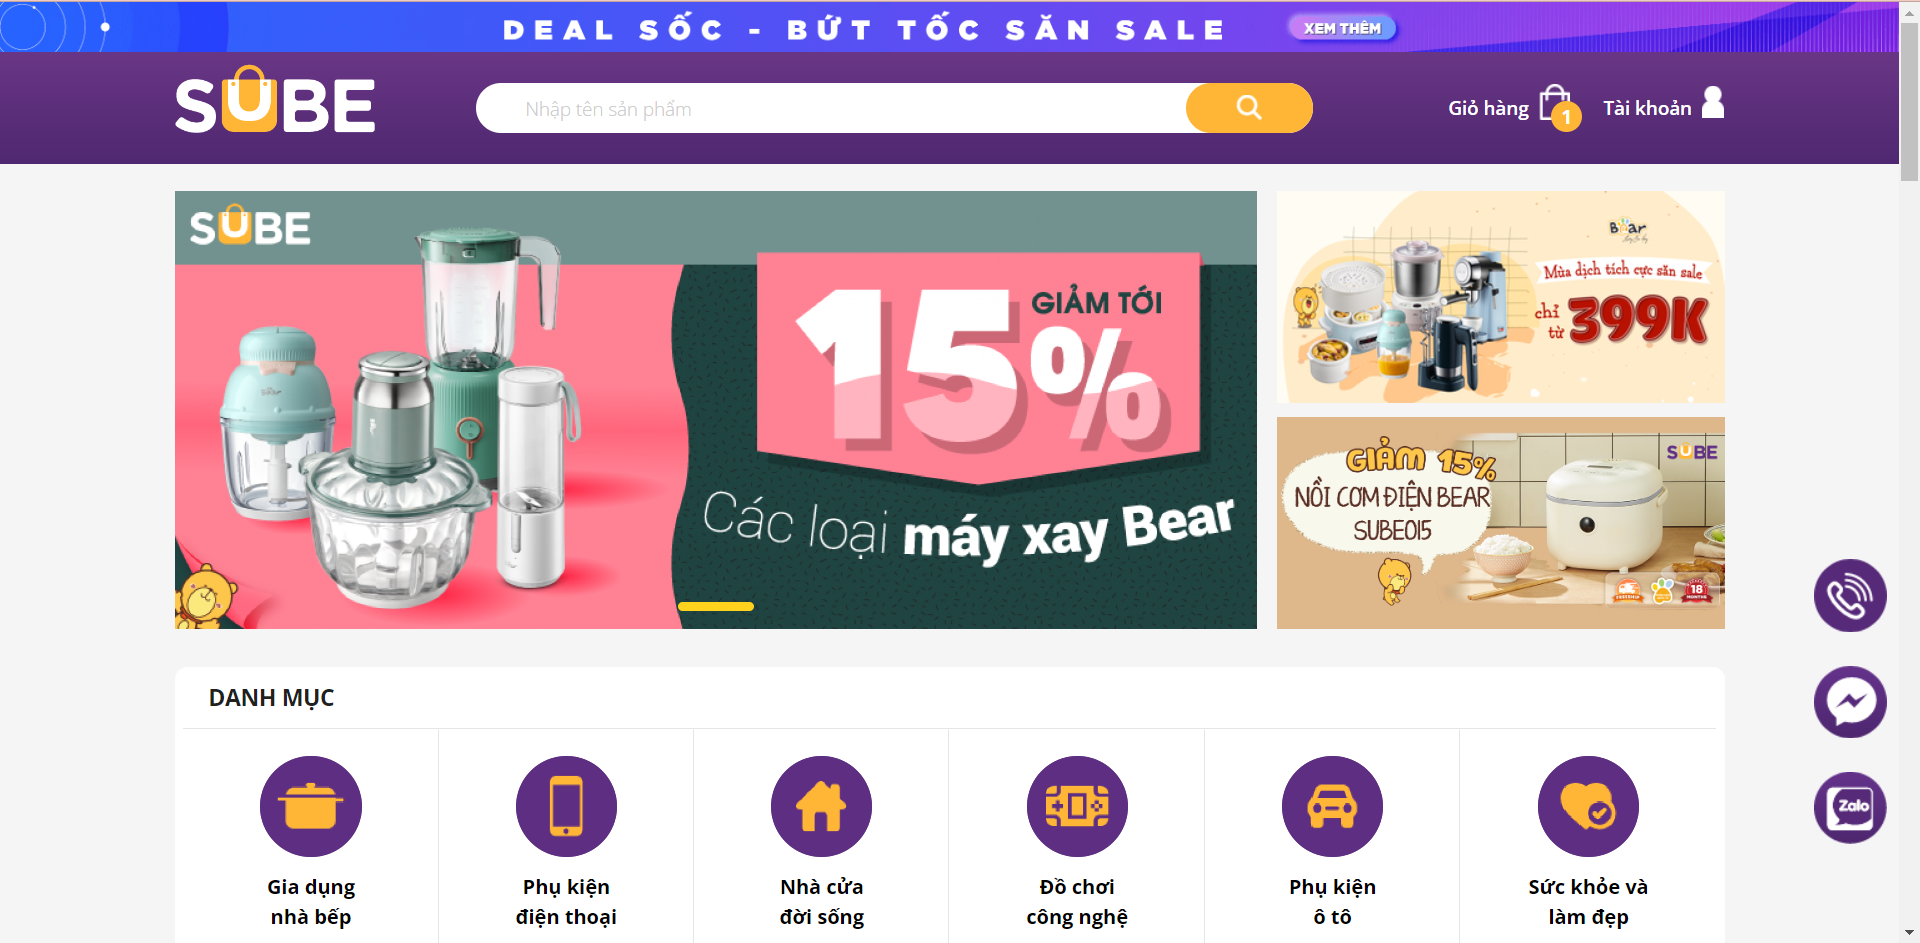 DEAL SỐC - BỨT TỐC SĂN SALE
XEM THÊM
SUBE
Nhập tên sản phẩm
Giỏ hàng
1
Tài khoản
SUBE
GIẢM TỚI
15%
Các loại máy xay Bear
Bear
Mùa dịch tích cực săn sale
chỉ từ 399K
SUBE
GIẢM 15%
NỒI CƠM ĐIỆN BEAR
SUBE015
18
MONTHS
DANH MỤC
Gia dụng
nhà bếp
Phụ kiện
điện thoại
Nhà cửa
đời sống
Đồ chơi
công nghệ
Phụ kiện
ô tô
Sức khỏe và
làm đẹp
Zalo